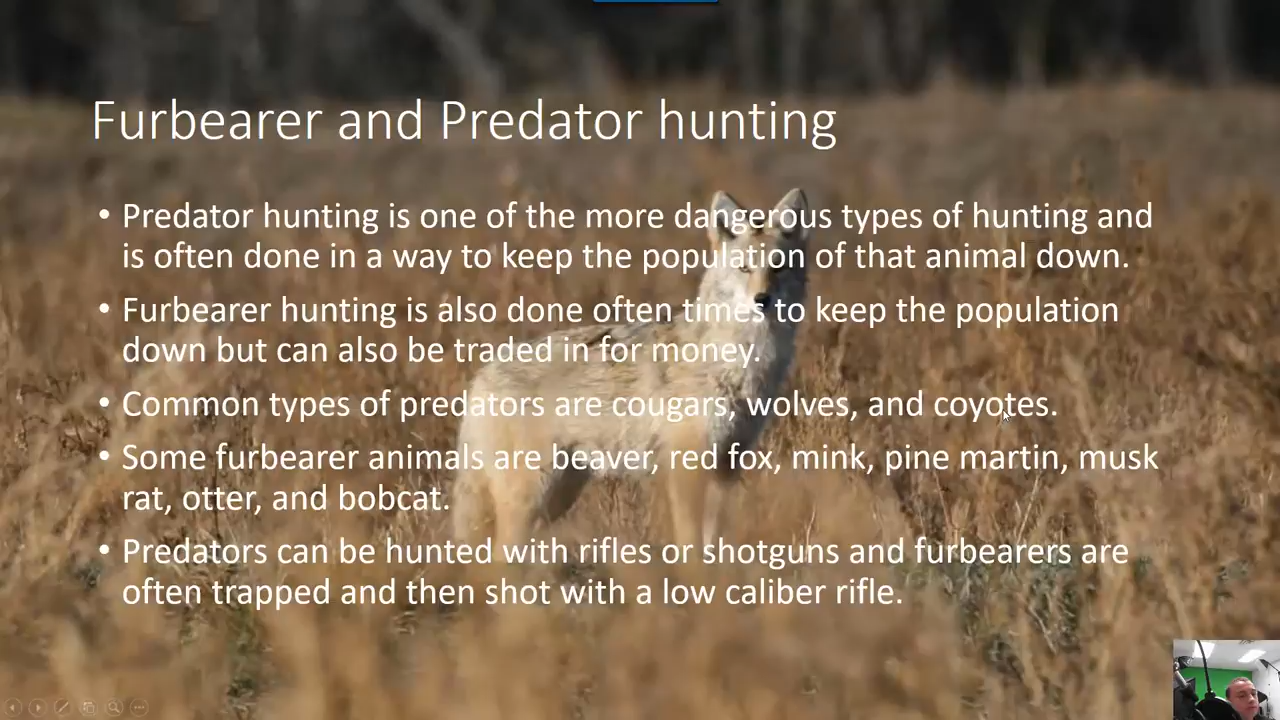 Furbearer and Predator hunting
• Predator hunting is one of the more dangerous types of hunting and
is often done in a way to keep the population of that animal down.
• Furbearer hunting is also done often times to keep the population
down but can also be traded in for money.
• Common types of predators are cougars, wolves, and coyotes.
• Some furbearer animals are beaver, red fox, mink, pine martin, musk
rat, otter, and bobcat.
• Predators can be hunted with rifles or shotguns and furbearers are
often trapped and then shot with a low caliber rifle.